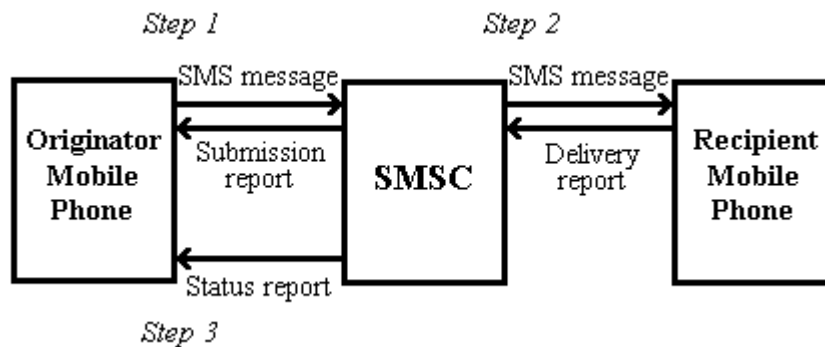 Step 1
Step 2
SMS message
SMS message
Originator
Mobile
Phone
Submission
report
SMSC
Delivery
report
Recipient
Mobile
Phone
Status report
Step 3